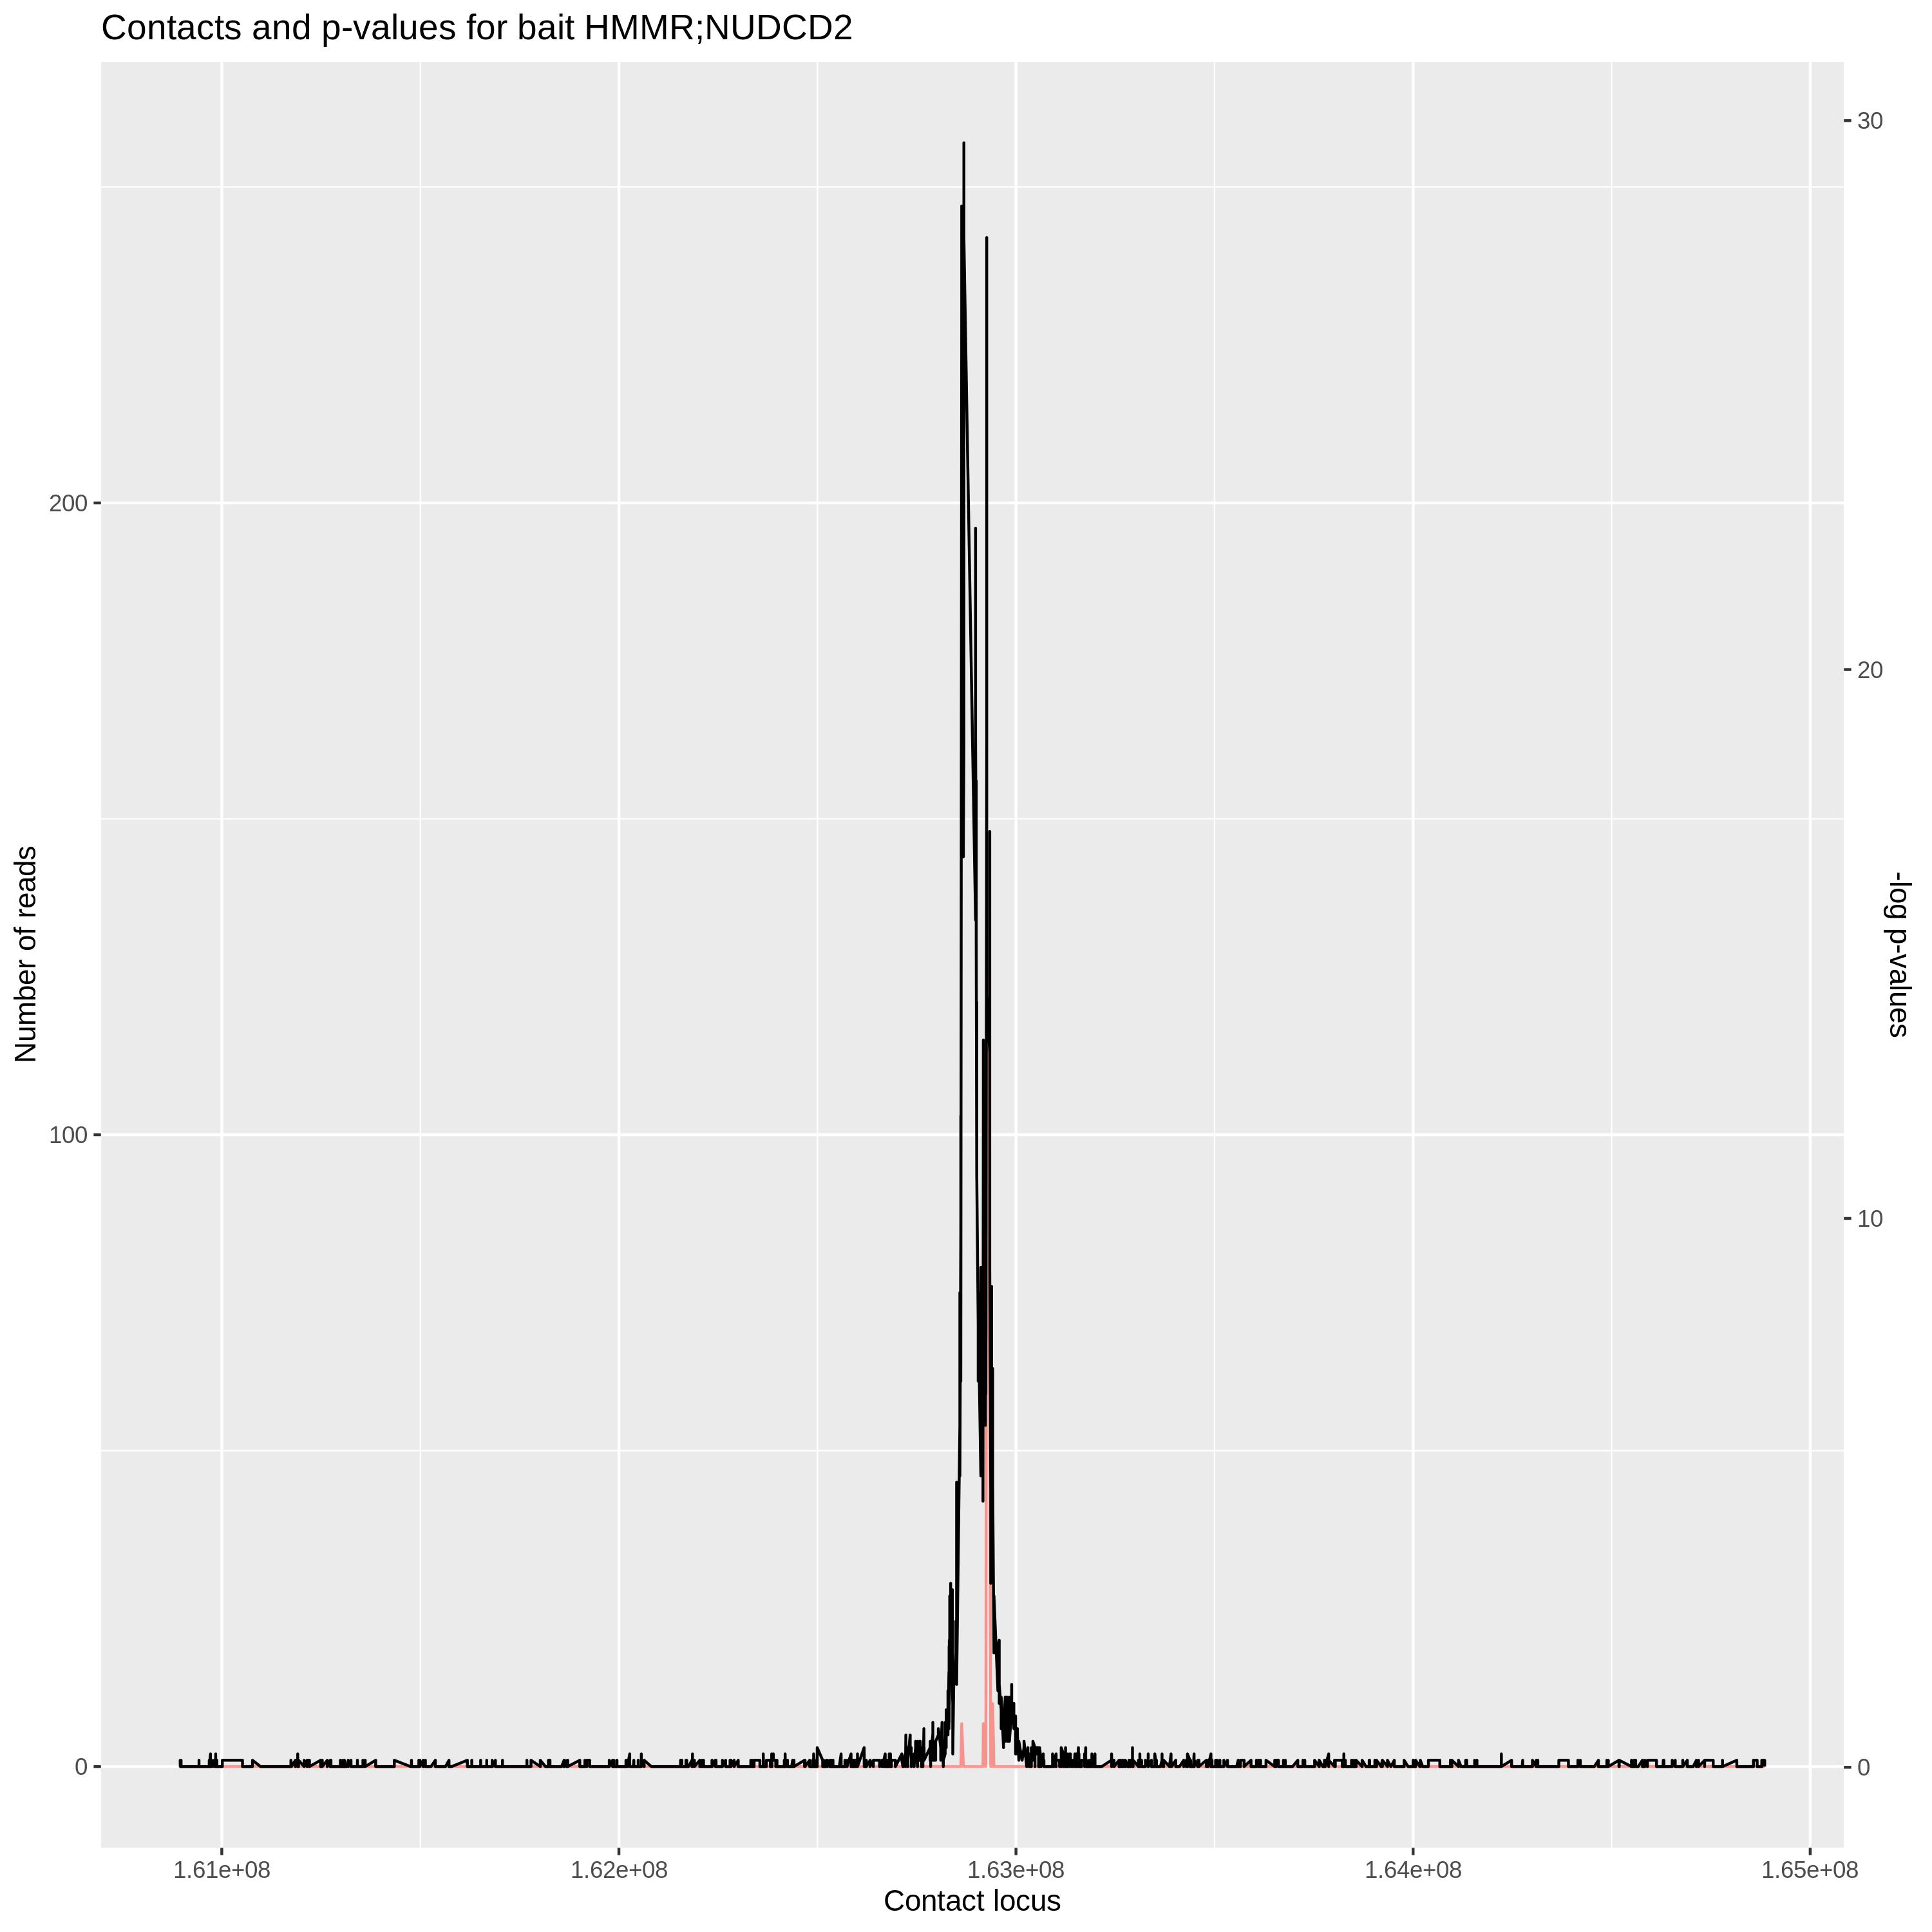 Contacts and p-values for bait HMMR;NUDCD2
30
200
20
Number of reads
-log p-values
100
10
0
0
1.61e+08
1.62e+08
1.63e+08
1.64e+08
1.65e+08
Contact locus